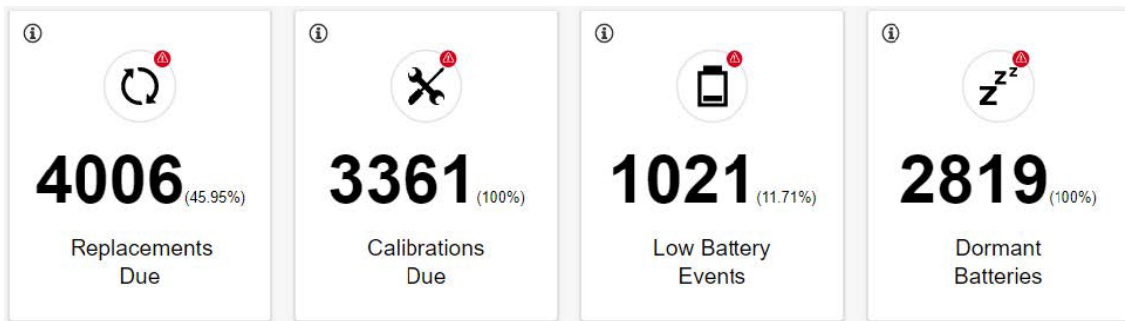 4006 (45.95%)
Replacements
Due
3361 (100%)
Calibrations
Due
1021 (11.71%)
Low Battery
Events
zzz
2819 (100%)
Dormant
Batteries